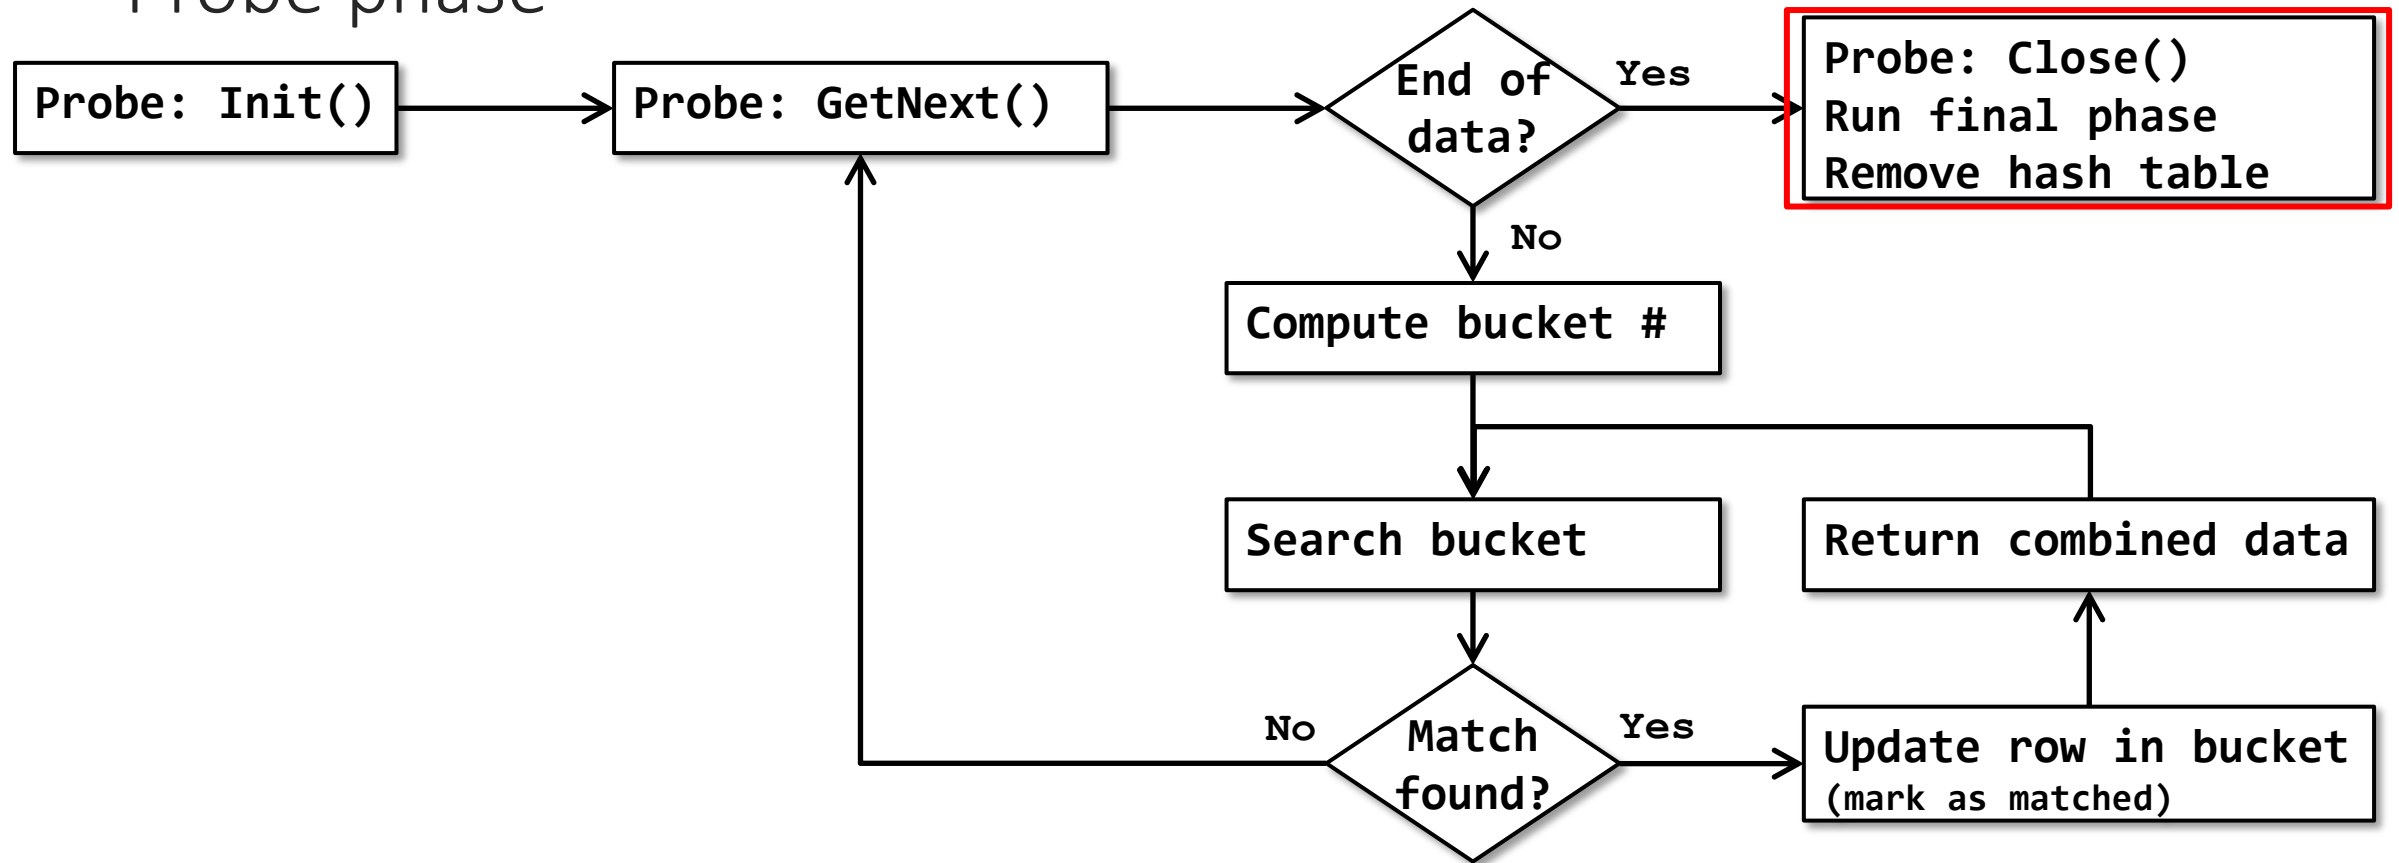 Probe phase
Probe: Init()
Probe: GetNext()
End of
data?
Yes
Probe: Close()
Run final phase
Remove hash table
No
Compute bucket #
Search bucket
Return combined data
Match
found?
No
Yes
Update row in bucket
(mark as matched)